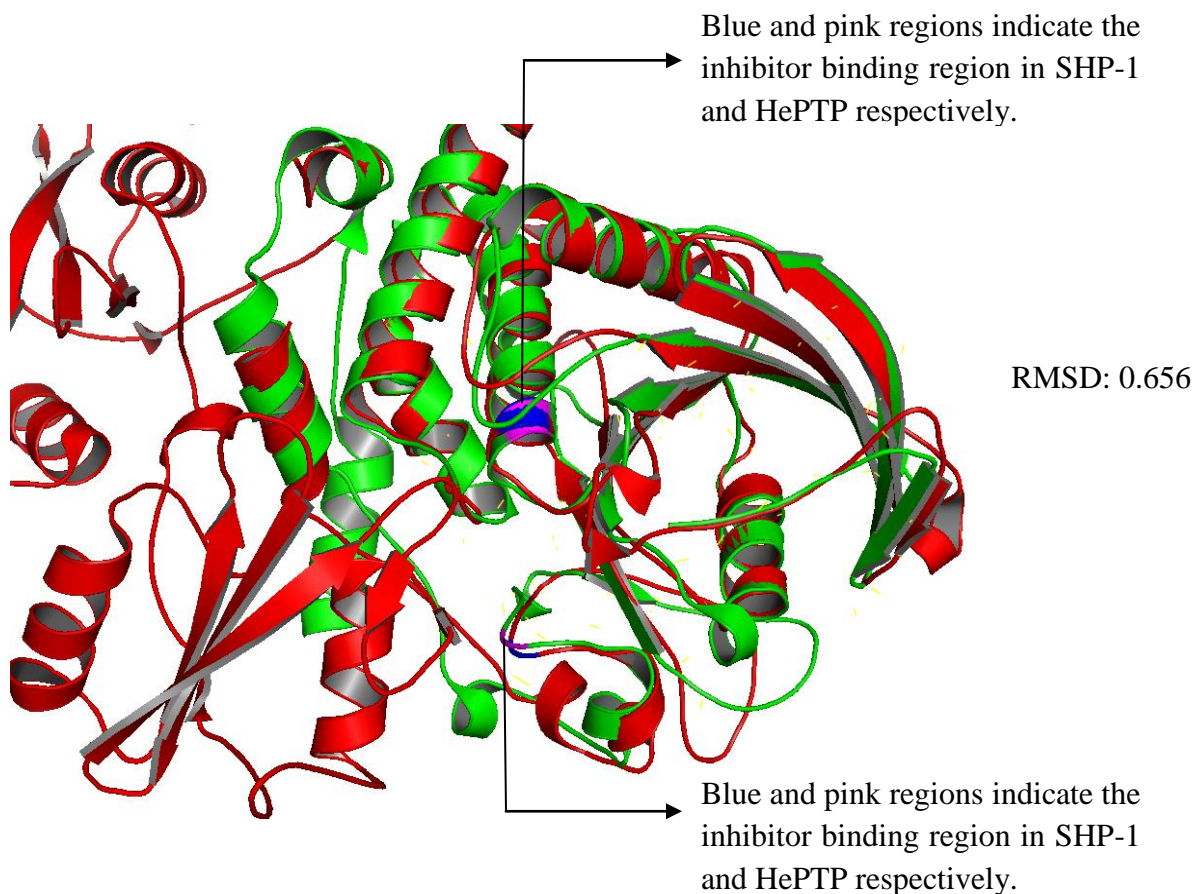 Blue and pink regions indicate the
inhibitor binding region in SHP-1
and HePTP respectively.
RMSD: 0.656
Blue and pink regions indicate the
inhibitor binding region in SHP-1
and HePTP respectively.